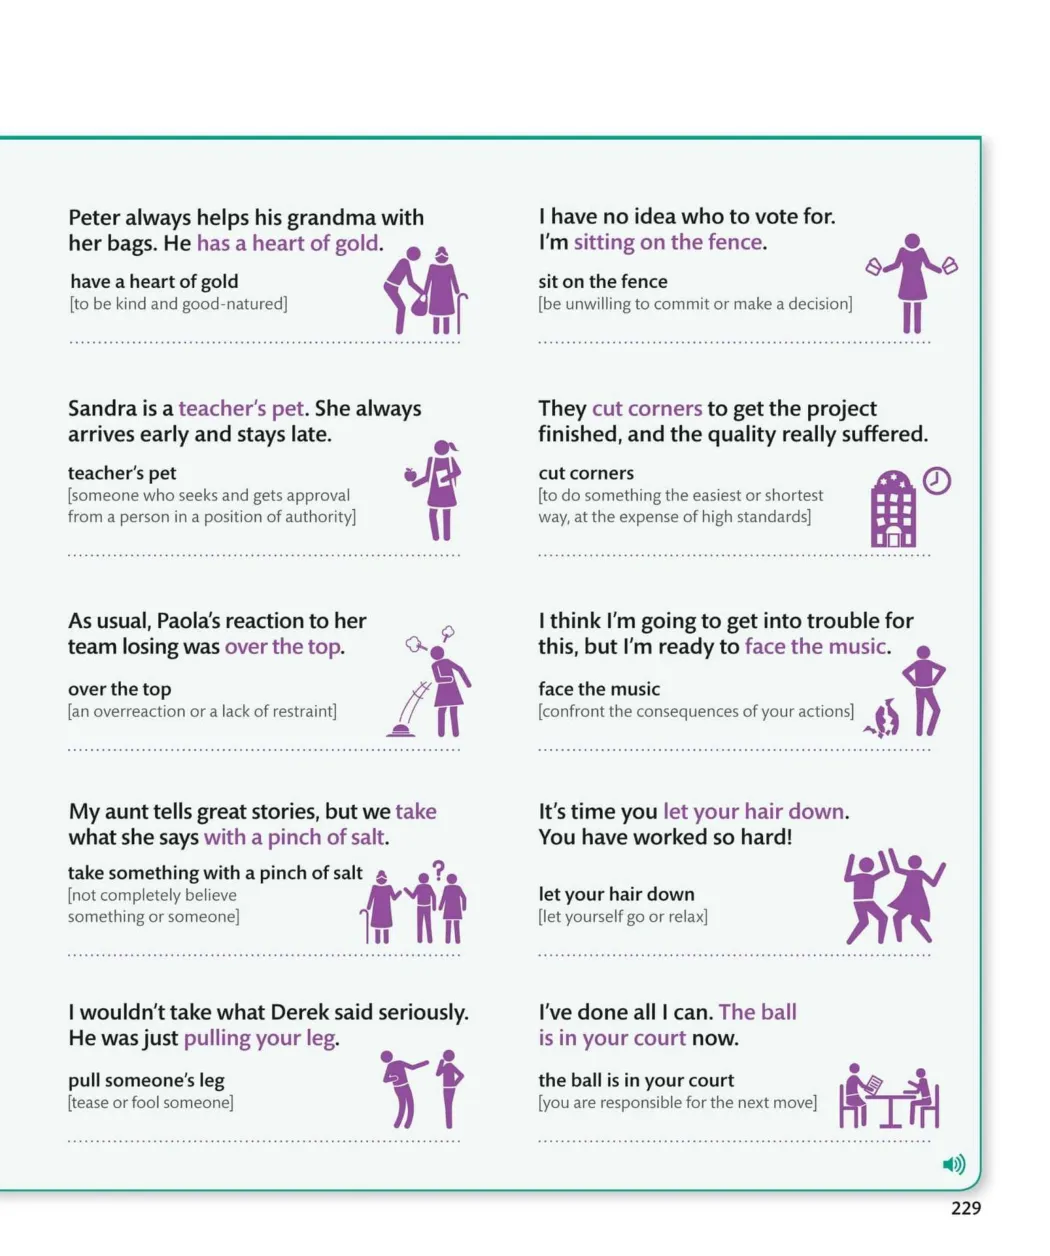 Peter always helps his grandma with
her bags. He has a heart of gold.
have a heart of gold
[to be kind and good-natured]
Sandra is a teacher's pet. She always
arrives early and stays late.
teacher's pet
[someone who seeks and gets approval
from a person in a position of authority]
As usual, Paola's reaction to her
team losing was over the top.
over the top
[an overreaction or a lack of restraint]
My aunt tells great stories, but we take
what she says with a pinch of salt.
take something with a pinch of salt
[not completely believe
something or someone]
?
I wouldn't take what Derek said seriously.
He was just pulling your leg.
pull someone's leg
[tease or fool someone]
I have no idea who to vote for.
I'm sitting on the fence.
sit on the fence
[be unwilling to commit or make a decision]
They cut corners to get the project
finished, and the quality really suffered.
cut corners
[to do something the easiest or shortest
way, at the expense of high standards]
I think I'm going to get into trouble for
this, but I'm ready to face the music.
face the music
[confront the consequences of your actions]
It's time you let your hair down.
You have worked so hard!
let your hair down
[let yourself go or relax]
I've done all I can. The ball
is in your court now.
the ball is in your court
[you are responsible for the next move]
229